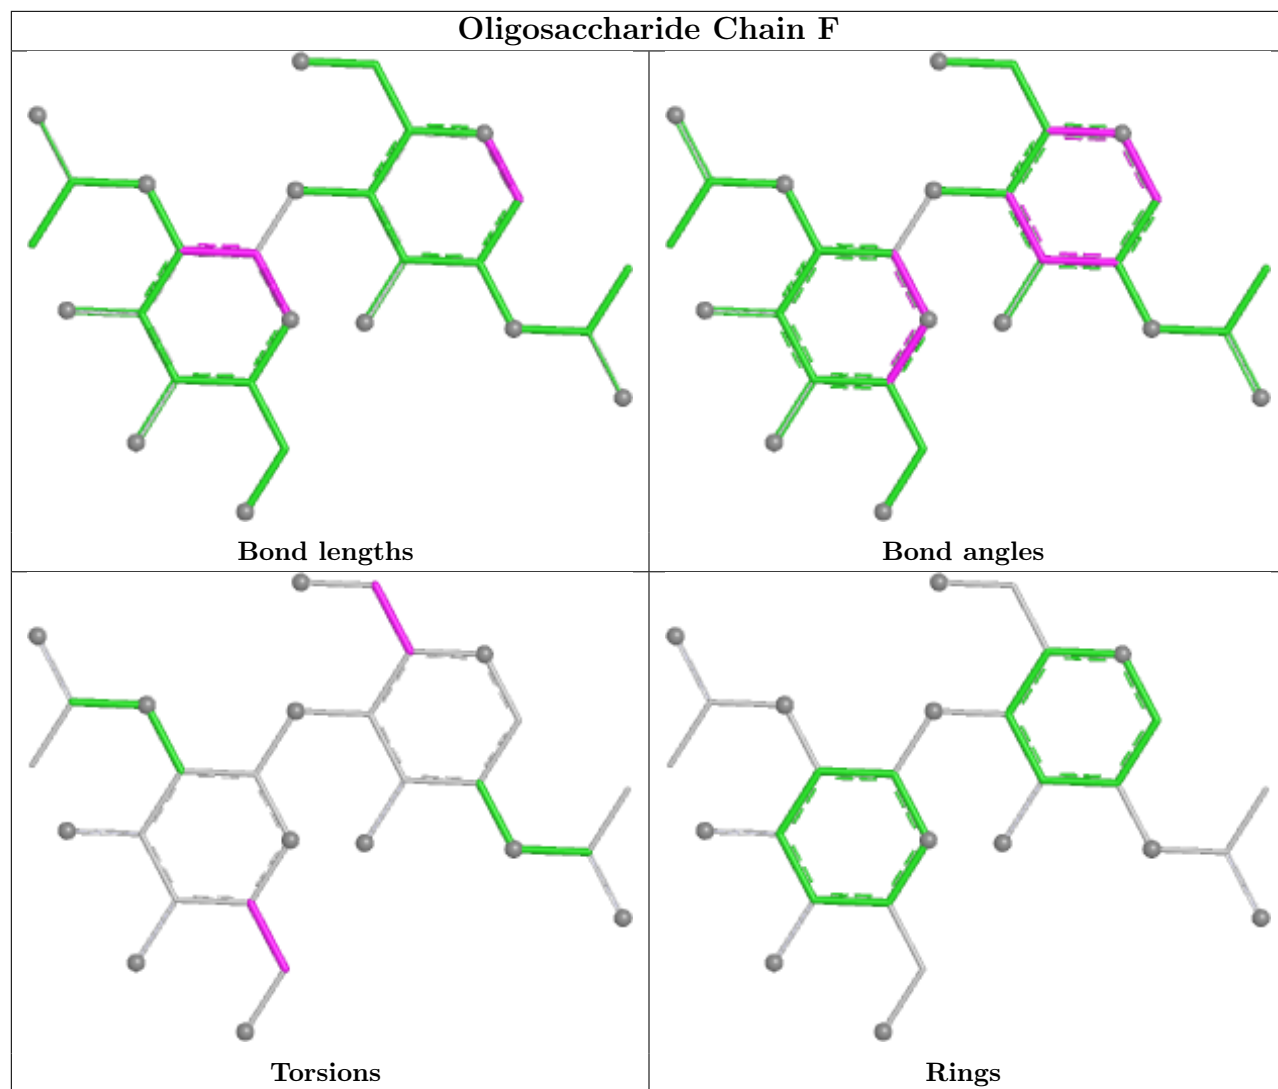 Oligosaccharide Chain F
Bond lengths
Bond angles
Torsions
Rings